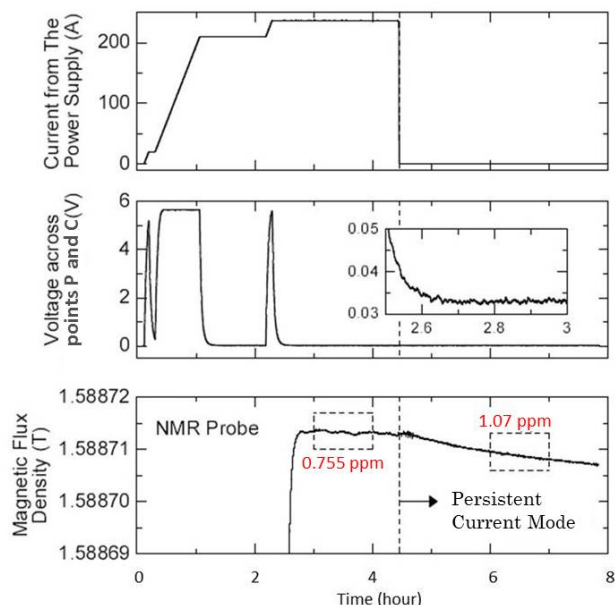 Current from The
Power Supply (A)
200
100
0
Voltage across
points P and C(V)
6
4
2
0
0.05
0.04
0.03
2.6
2.8
3
Magnetic Flux
Density (T)
1.58872
1.58871
1.58870
1.58869
NMR Probe
0.755 ppm
1.07 ppm
Persistent
Current Mode
0
2
4
6
8
Time (hour)